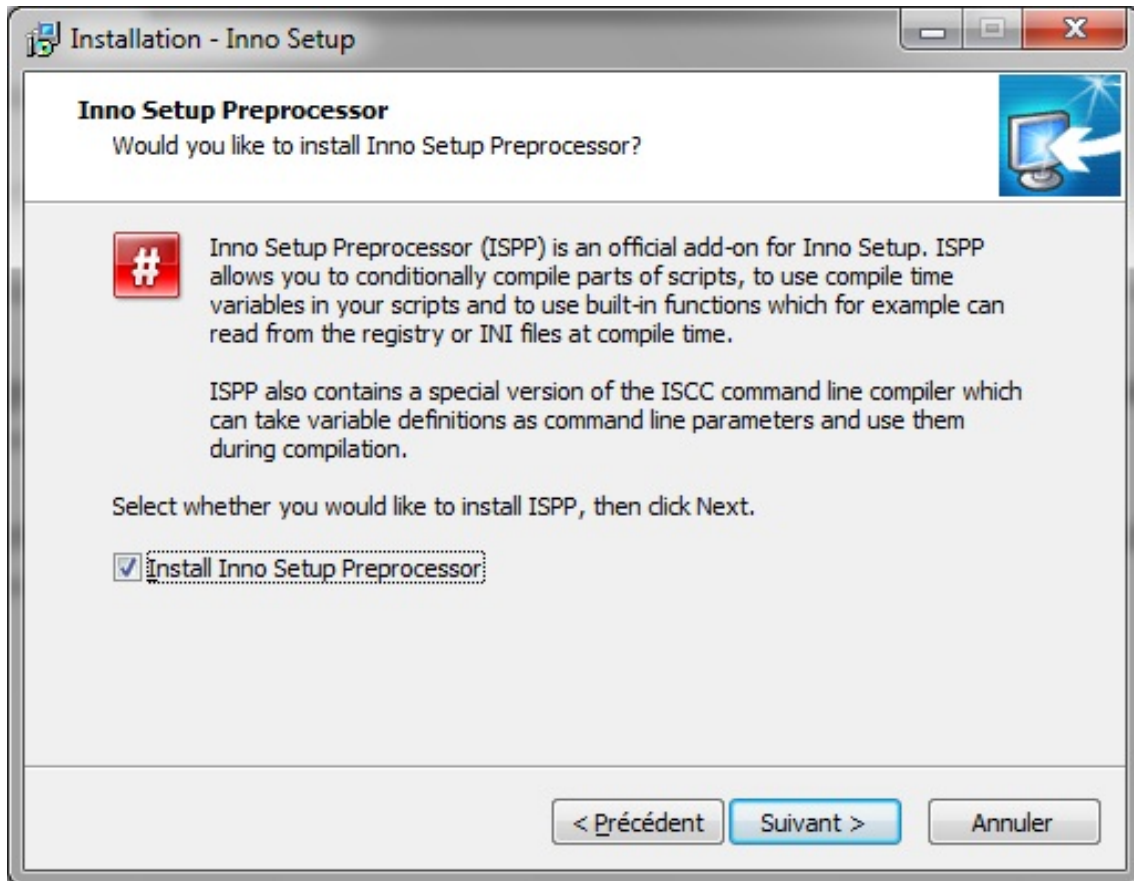 Installation - Inno Setup
Inno Setup Preprocessor
Would you like to install Inno Setup Preprocessor?
#
Inno Setup Preprocessor (ISPP) is an official add-on for Inno Setup. ISPP
allows you to conditionally compile parts of scripts, to use compile time
variables in your scripts and to use built-in functions which for example can
read from the registry or INI files at compile time.
ISPP also contains a special version of the ISCC command line compiler which
can take variable definitions as command line parameters and use them
during compilation.
Select whether you would like to install ISPP, then click Next.
Install Inno Setup Preprocessor
< Précédent Suivant > Annuler